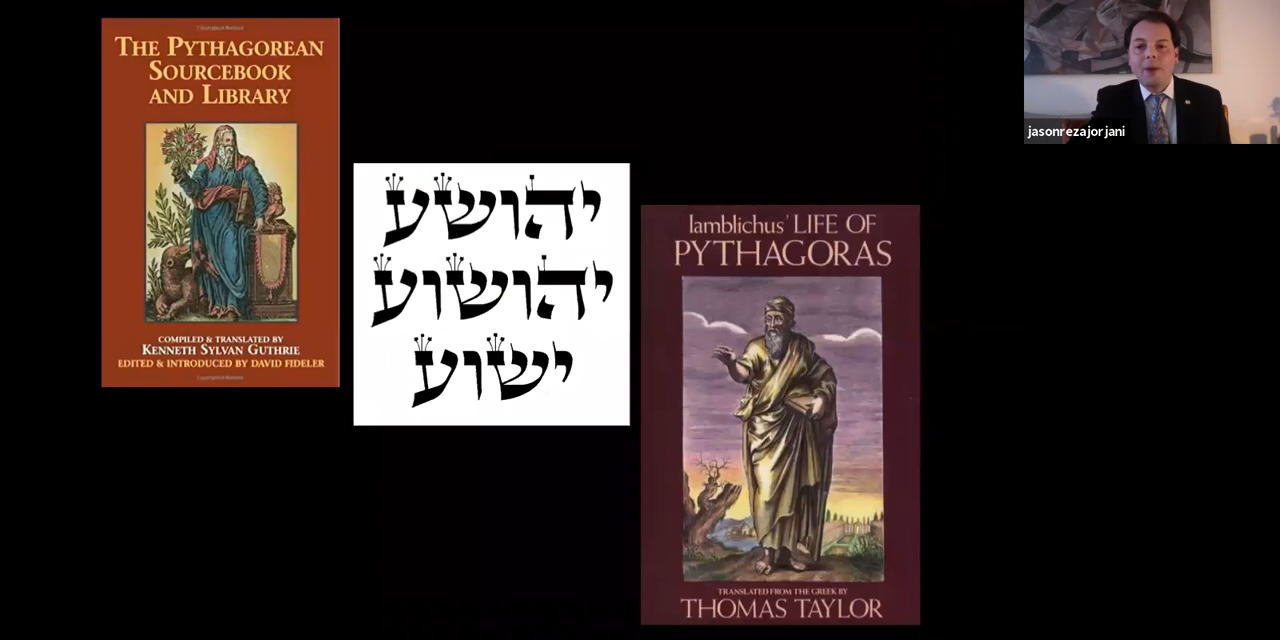 THE PYTHAGOREAN
SOURCEBOOK
AND LIBRARY
COMPILED & TRANSLATED BY
KENNETH SYLVAN GUTHRIE
EDITED & INTRODUCED BY DAVID FIDELER
יהושע
יהושוע
ישוע
Iamblichus' LIFE OF
PYTHAGORAS
TRANSLATED FROM THE GREEK BY
THOMAS TAYLOR
jasonrezajorjani